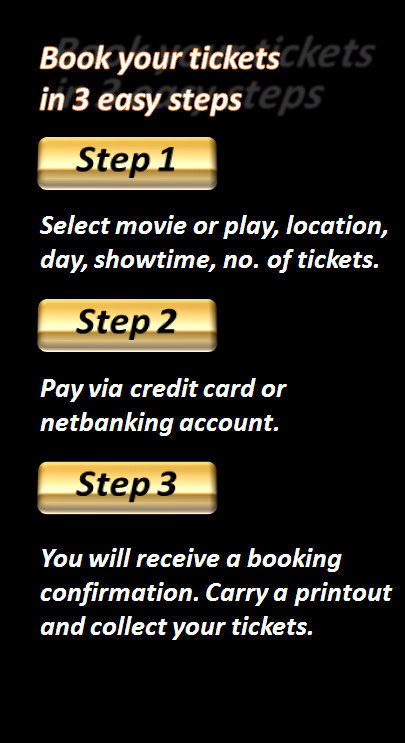 Book your tickets
in 3 easy steps
Step 1
Select movie or play, location,
day, showtime, no. of tickets.
Step 2
Pay via credit card or
netbanking account.
Step 3
You will receive a booking
confirmation. Carry a printout
and collect your tickets.